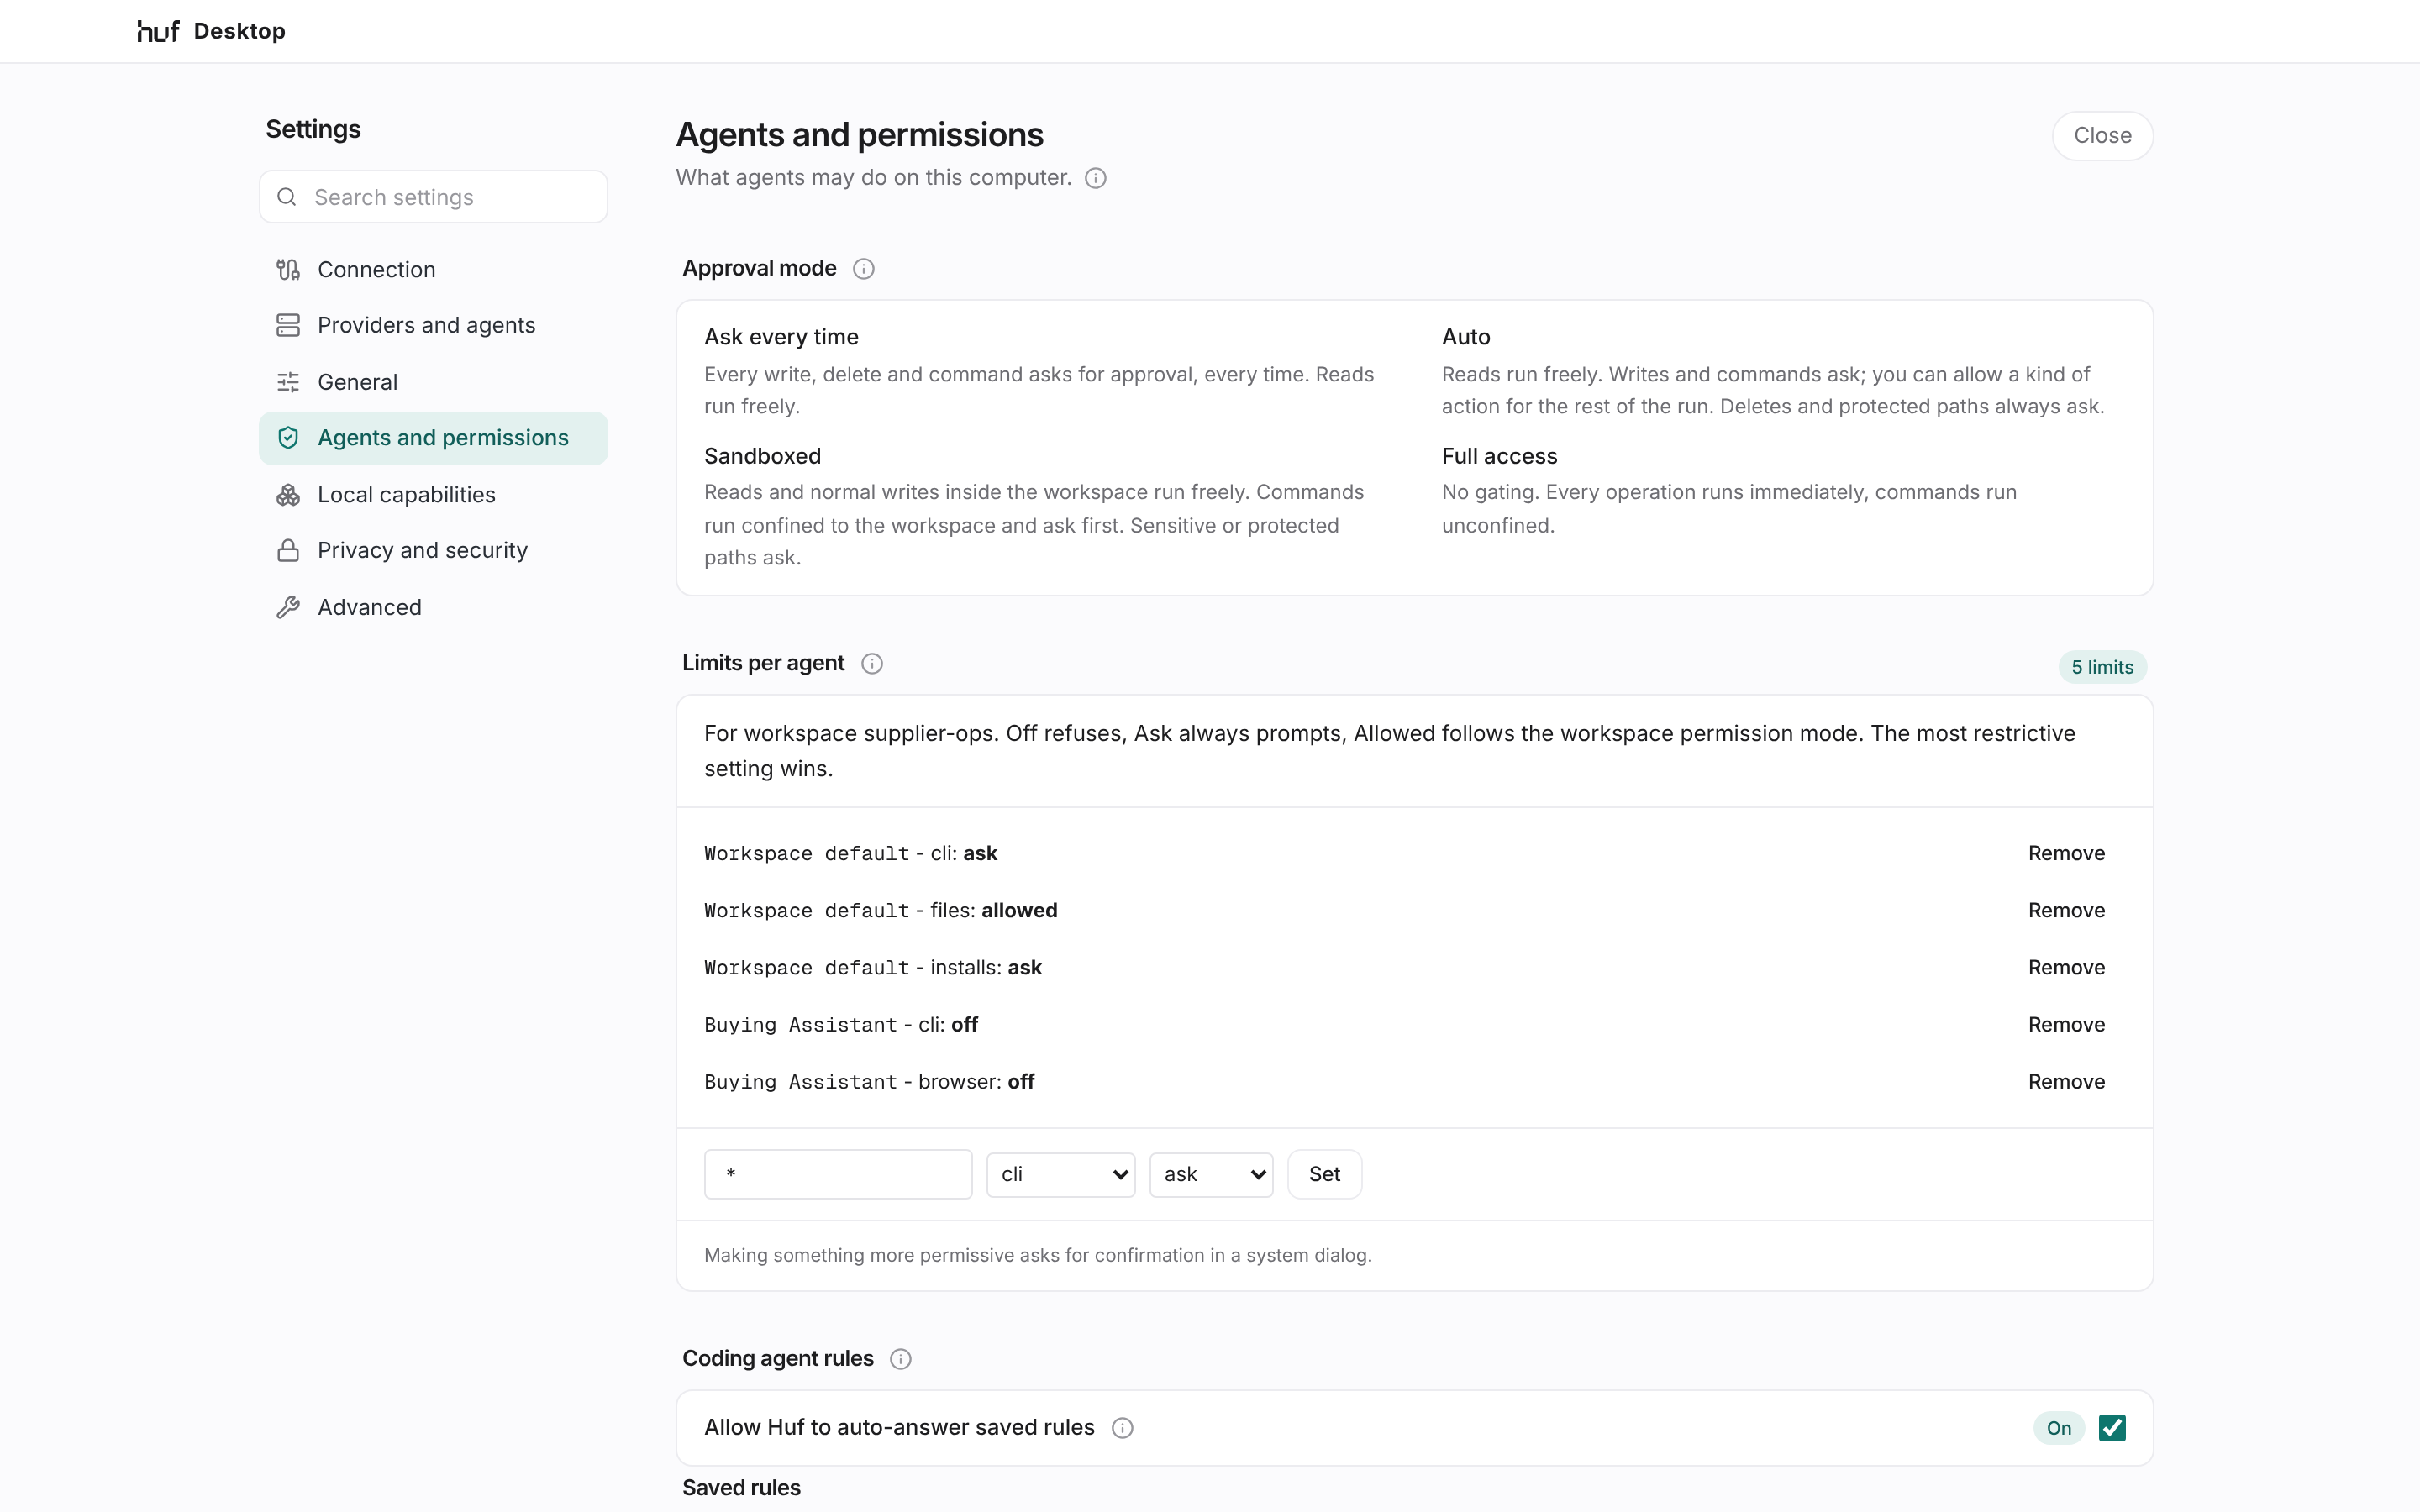 huf Desktop
Settings
Search settings
Connection
Providers and agents
General
Agents and permissions
Local capabilities
Privacy and security
Advanced
Agents and permissions
Close
What agents may do on this computer.
Approval mode
Ask every time
Every write, delete and command asks for approval, every time. Reads
run freely.
Auto
Reads run freely. Writes and commands ask; you can allow a kind of
action for the rest of the run. Deletes and protected paths always ask.
Sandboxed
Reads and normal writes inside the workspace run freely. Commands
run confined to the workspace and ask first. Sensitive or protected
paths ask.
Full access
No gating. Every operation runs immediately, commands run
unconfined.
Limits per agent
5 limits
For workspace supplier-ops. Off refuses, Ask always prompts, Allowed follows the workspace permission mode. The most restrictive
setting wins.
Workspace default - cli: ask Remove
Workspace default - files: allowed Remove
Workspace default - installs: ask Remove
Buying Assistant - cli: off Remove
Buying Assistant - browser: off Remove
* cli ask Set
Making something more permissive asks for confirmation in a system dialog.
Coding agent rules
Allow Huf to auto-answer saved rules On
Saved rules